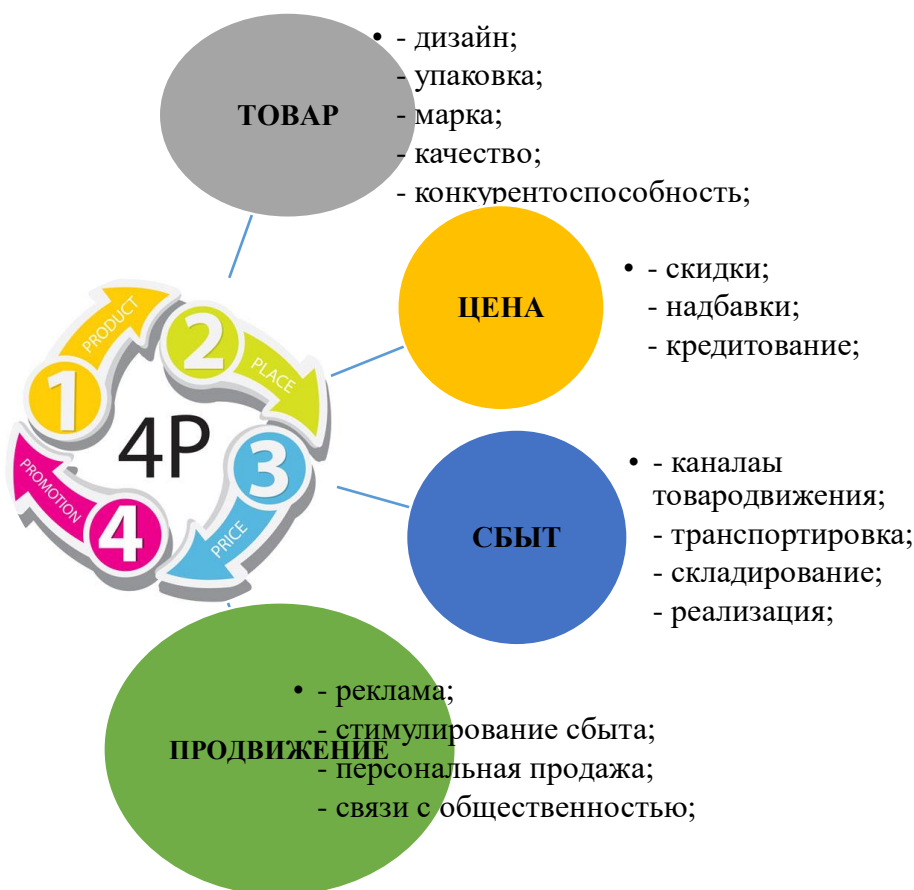 ТОВАР
• - дизайн;
- упаковка;
- марка;
- качество;
- конкурентоспособность;
ЦЕНА
• - скидки;
- надбавки;
- кредитование;
1 PRODUCT
2 PLACE
4P
3 PRICE
4 PROMOTION
СБЫТ
• - каналаы
товародвижения;
- транспортировка;
- складирование;
- реализация;
ПРОДВИЖЕНИЕ
• - реклама;
- стимулирование сбыта;
- персональная продажа;
- связи с общественностью;